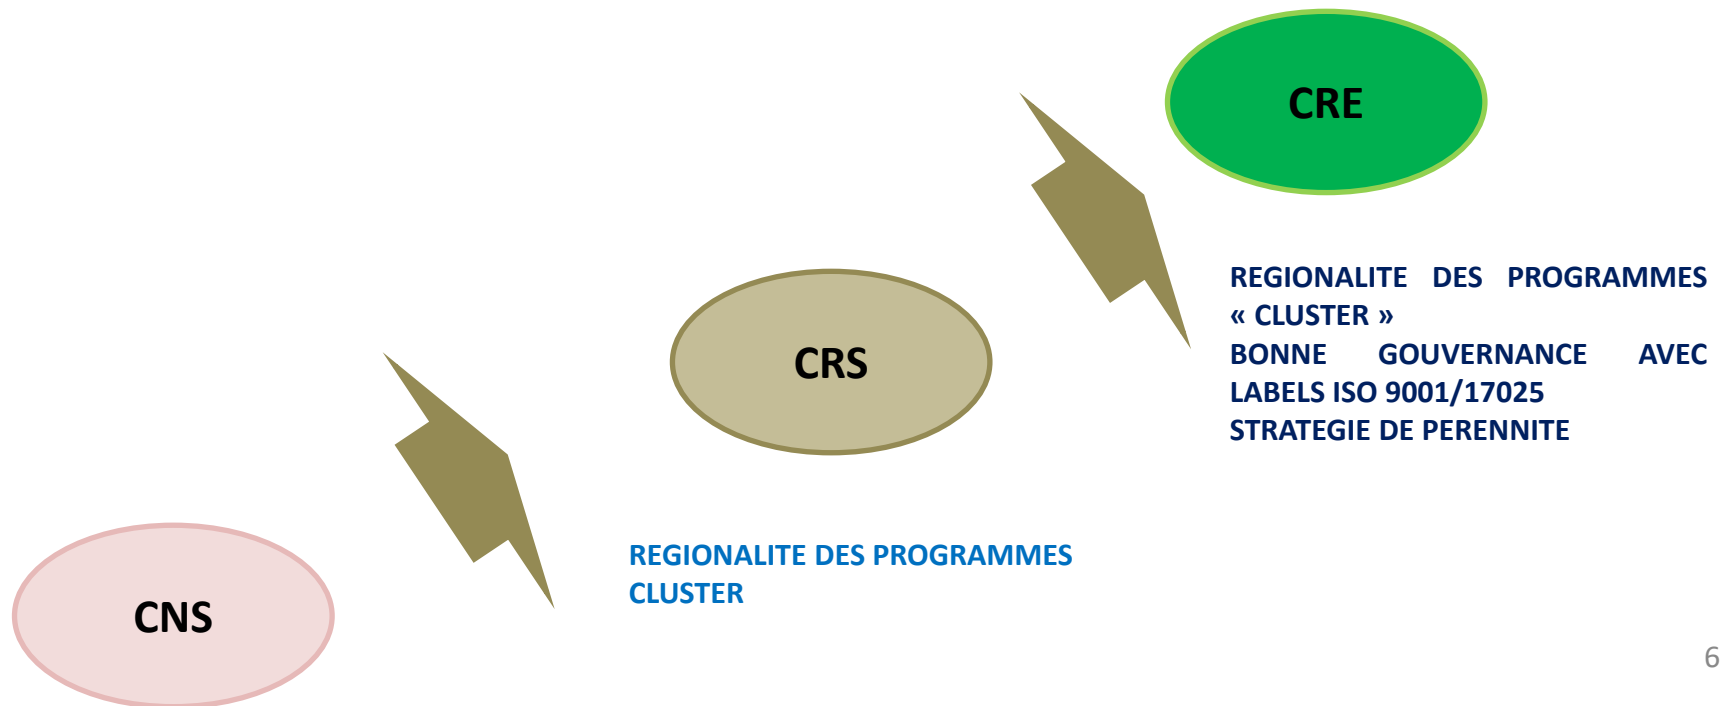 CRE
REGIONALITE DES PROGRAMMES
« CLUSTER »
BONNE GOUVERNANCE AVEC
LABELS ISO 9001/17025
STRATEGIE DE PERENNITE
CRS
REGIONALITE DES PROGRAMMES
CLUSTER
CNS
6